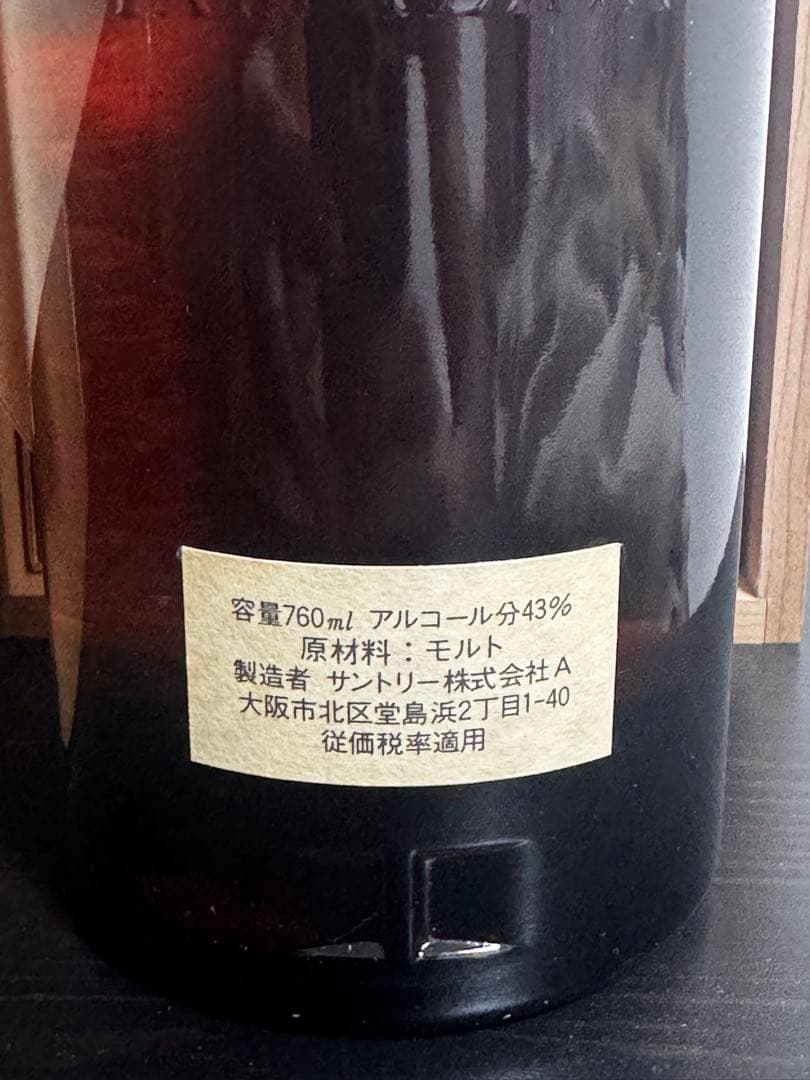 容量760ml アルコール分43%
原材料：モルト
製造者 サントリー株式会社A
大阪市北区堂島浜2丁目1-40
従価税率適用